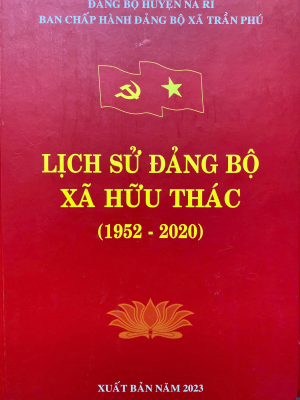 ĐẢNG BỘ HUYỆN NA RÌ
BAN CHẤP HÀNH ĐẢNG BỘ XÃ TRẦN PHÚ
LỊCH SỬ ĐẢNG BỘ
XÃ HỮU THÁC
(1952 - 2020)
XUẤT BẢN NĂM 2023